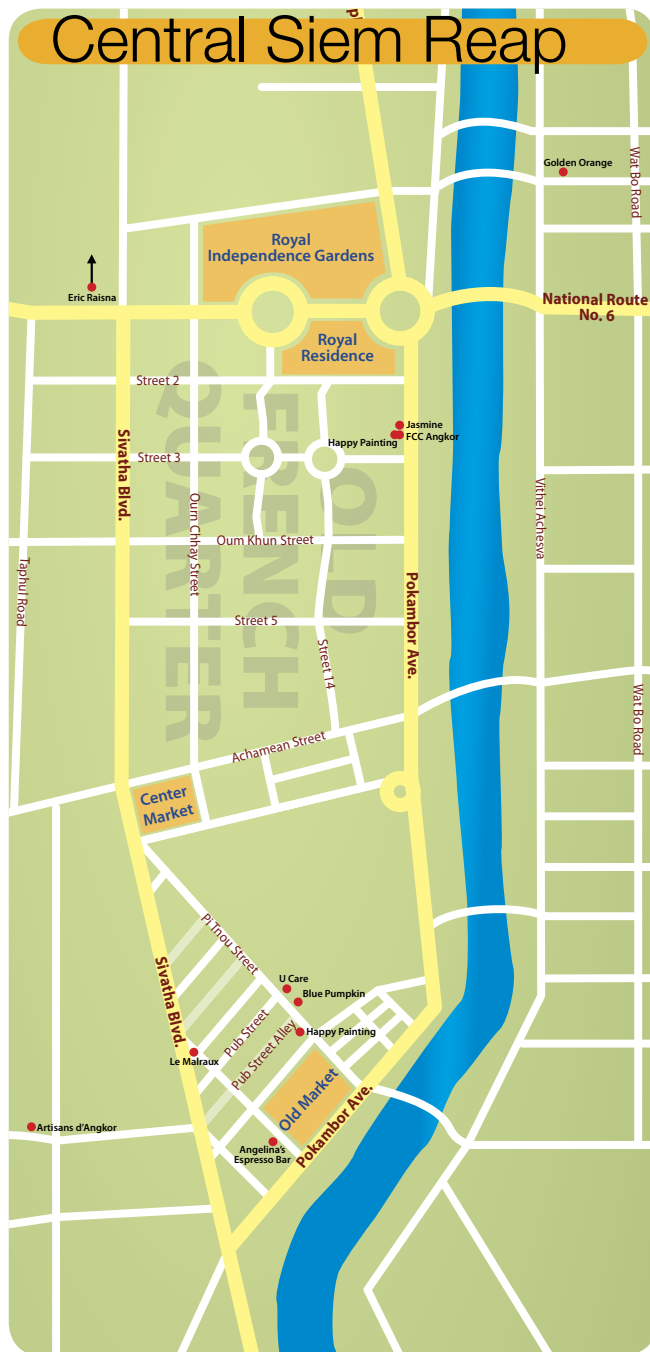 Central Siem Reap
Golden Orange
Wat Bo Road
Royal
Independence Gardens
Eric Raisna
National Route
No. 6
Royal
Residence
Street 2
Jasmine
FCC Angkor
Happy Painting
Street 3
Sivatha Blvd.
OLD
FRENCH
QUARTER
Oum Chhay Street
Vithei Achesva
Oum Khun Street
Taphul Road
Pokambor Ave.
Street 5
Street 14
Wat Bo Road
Achamean Street
Center
Market
Pi Tnou Street
Sivatha Blvd.
U Care
Blue Pumpkin
Pub Street
Happy Painting
Pub Street Alley
Le Malraux
Old Market
Pokambor Ave.
Artisans d'Angkor
Angelina's
Espresso Bar